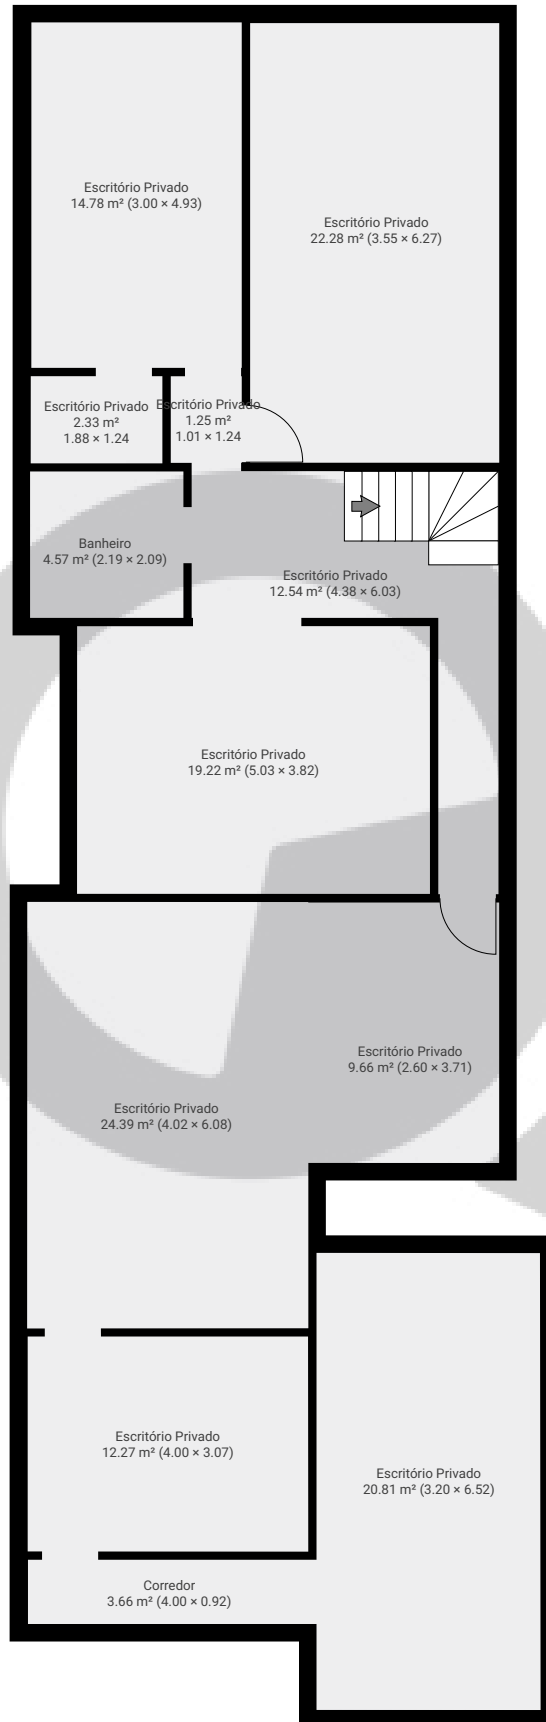 Escritório Privado
14.78 m² (3.00 × 4.93)
Escritório Privado
22.28 m² (3.55 × 6.27)
Escritório Privado
2.33 m²
1.88 × 1.24
Escritório Privado
1.25 m²
1.01 × 1.24
Banheiro
4.57 m² (2.19 × 2.09)
Escritório Privado
12.54 m² (4.38 × 6.03)
Escritório Privado
19.22 m² (5.03 × 3.82)
Escritório Privado
9.66 m² (2.60 × 3.71)
Escritório Privado
24.39 m² (4.02 × 6.08)
Escritório Privado
12.27 m² (4.00 × 3.07)
Escritório Privado
20.81 m² (3.20 × 6.52)
Corredor
3.66 m² (4.00 × 0.92)